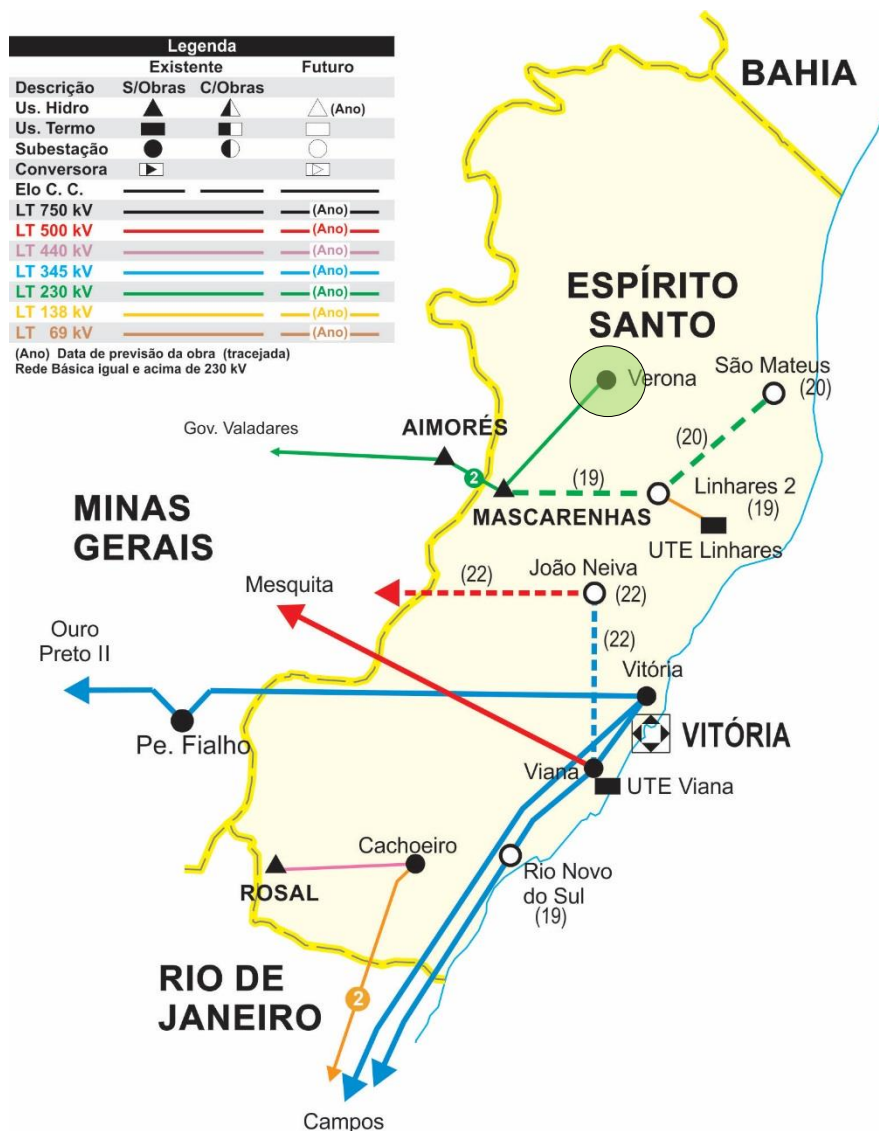 Legenda
Existente Futuro
Descrição S/Obras C/Obras
Us. Hidro (Ano)
Us. Termo
Subestação
Conversora
Elo C. C.
LT 750 kV (Ano)
LT 500 kV (Ano)
LT 440 kV (Ano)
LT 345 kV (Ano)
LT 230 kV (Ano)
LT 138 kV (Ano)
LT 69 kV (Ano)
(Ano) Data de previsão da obra (tracejada)
Rede Básica igual e acima de 230 kV
BAHIA
ESPÍRITO
SANTO
Verona
São Mateus
(20)
(20)
Gov. Valadares
AIMORÉS
2
MASCARENHAS
(19)
Linhares 2
(19)
UTE Linhares
MINAS
GERAIS
João Neiva
(22)
(22)
(22)
Mesquita
Ouro
Preto II
Vitória
Pe. Fialho
VITÓRIA
Viana
UTE Viana
Cachoeiro
ROSAL
Rio Novo
do Sul
(19)
RIO DE
JANEIRO
2
Campos